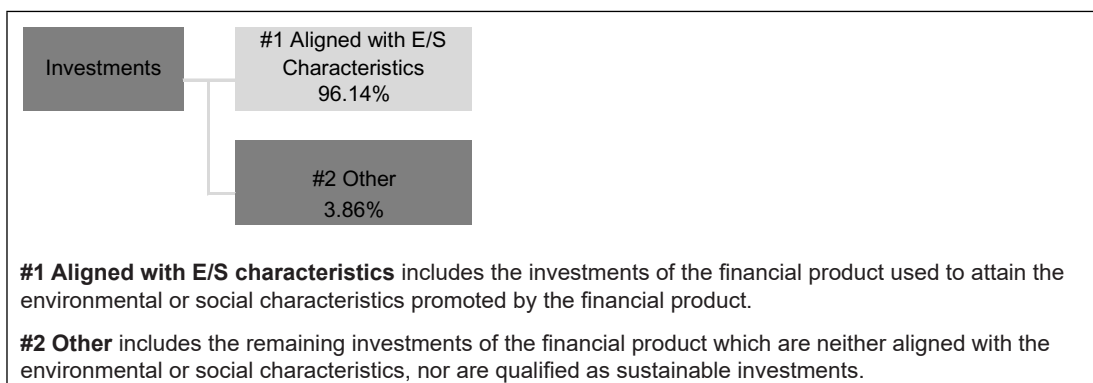 Investments
#1 Aligned with E/S
Characteristics
96.14%
#2 Other
3.86%
#1 Aligned with E/S characteristics includes the investments of the financial product used to attain the
environmental or social characteristics promoted by the financial product.
#2 Other includes the remaining investments of the financial product which are neither aligned with the
environmental or social characteristics, nor are qualified as sustainable investments.